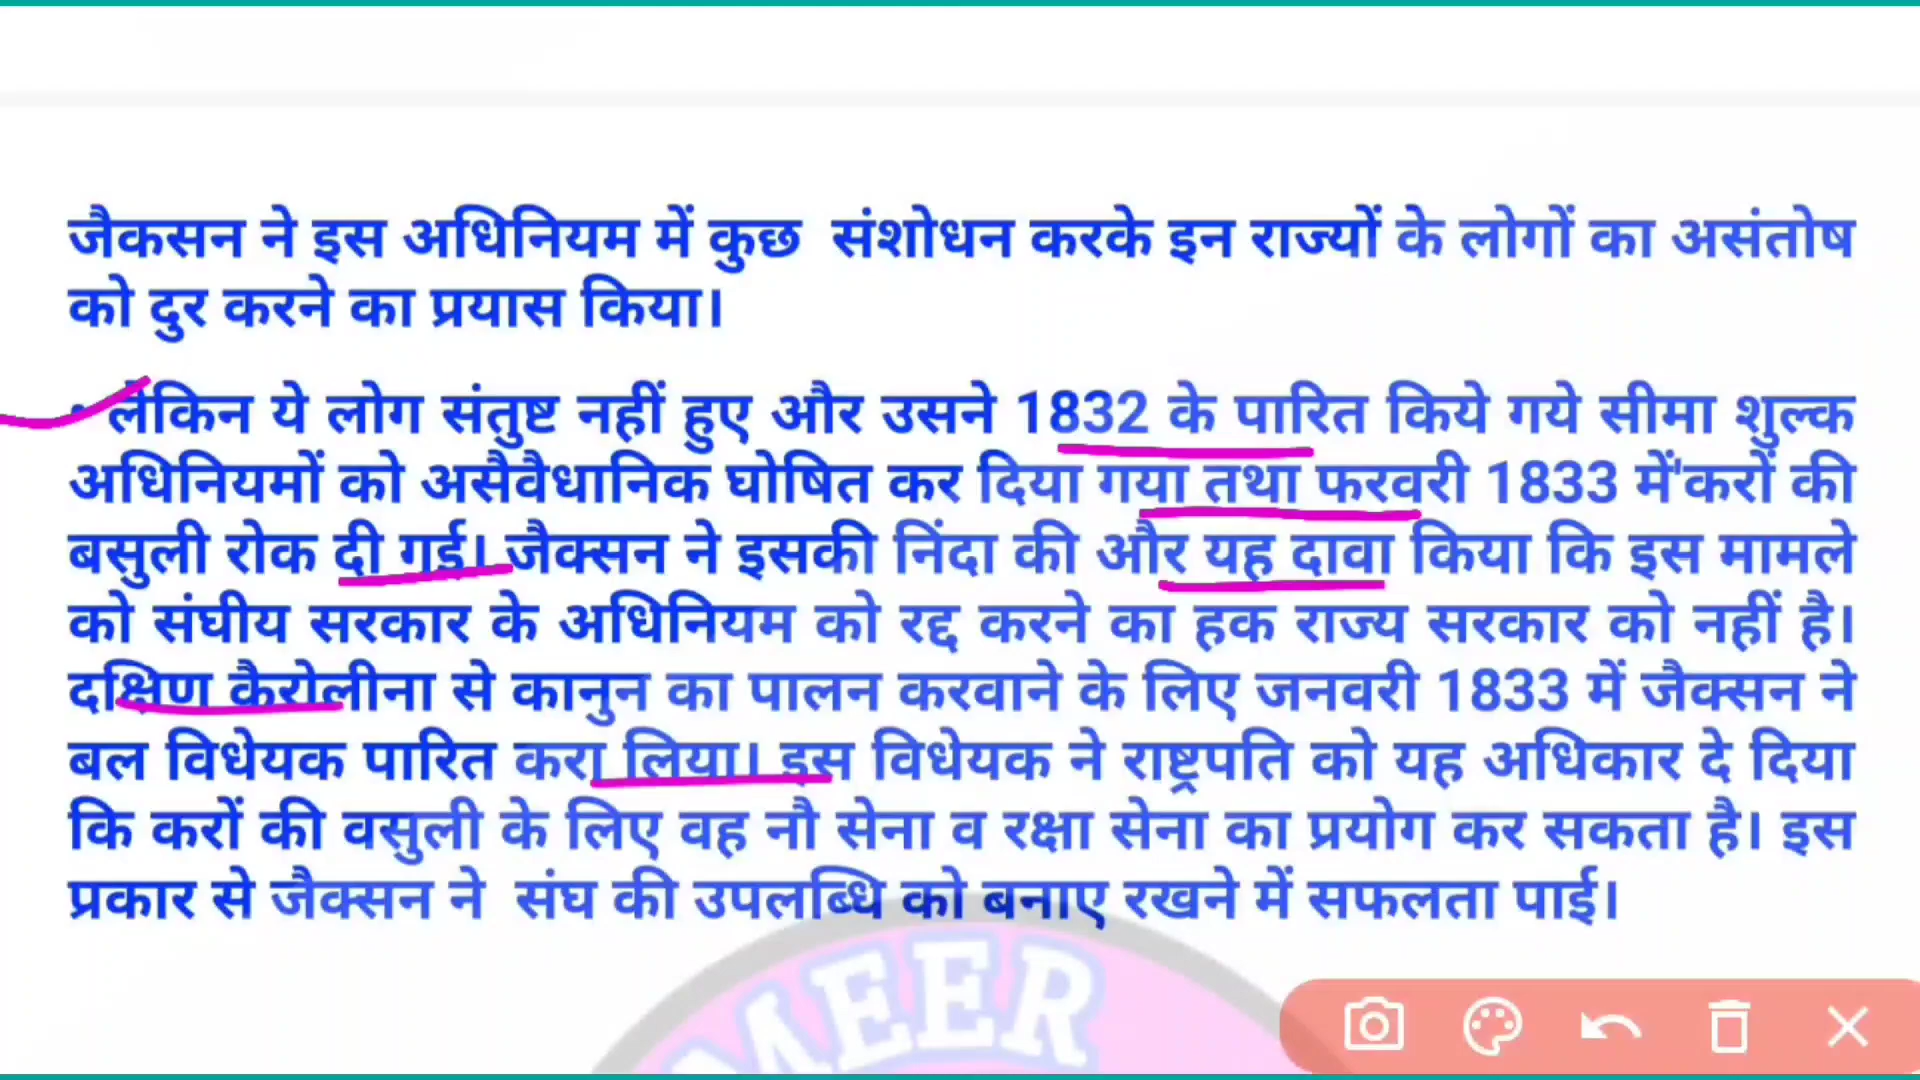 जैकसन ने इस अधिनियम में कुछ संशोधन करके इन राज्यों के लोगों का असंतोष
को दुर करने का प्रयास किया।
• लेकिन ये लोग संतुष्ट नहीं हुए और उसने 1832 के पारित किये गये सीमा शुल्क
अधिनियमों को असैवैधानिक घोषित कर दिया गया तथा फरवरी 1833 में'करों की
बसुली रोक दी गई। जैक्सन ने इसकी निंदा की और यह दावा किया कि इस मामले
को संघीय सरकार के अधिनियम को रद्द करने का हक राज्य सरकार को नहीं है।
दक्षिण कैरोलीना से कानुन का पालन करवाने के लिए जनवरी 1833 में जैक्सन ने
बल विधेयक पारित करा लिया। इस विधेयक ने राष्ट्रपति को यह अधिकार दे दिया
कि करों की वसुली के लिए वह नौ सेना व रक्षा सेना का प्रयोग कर सकता है। इस
प्रकार से जैक्सन ने संघ की उपलब्धि को बनाए रखने में सफलता पाई।
MEER